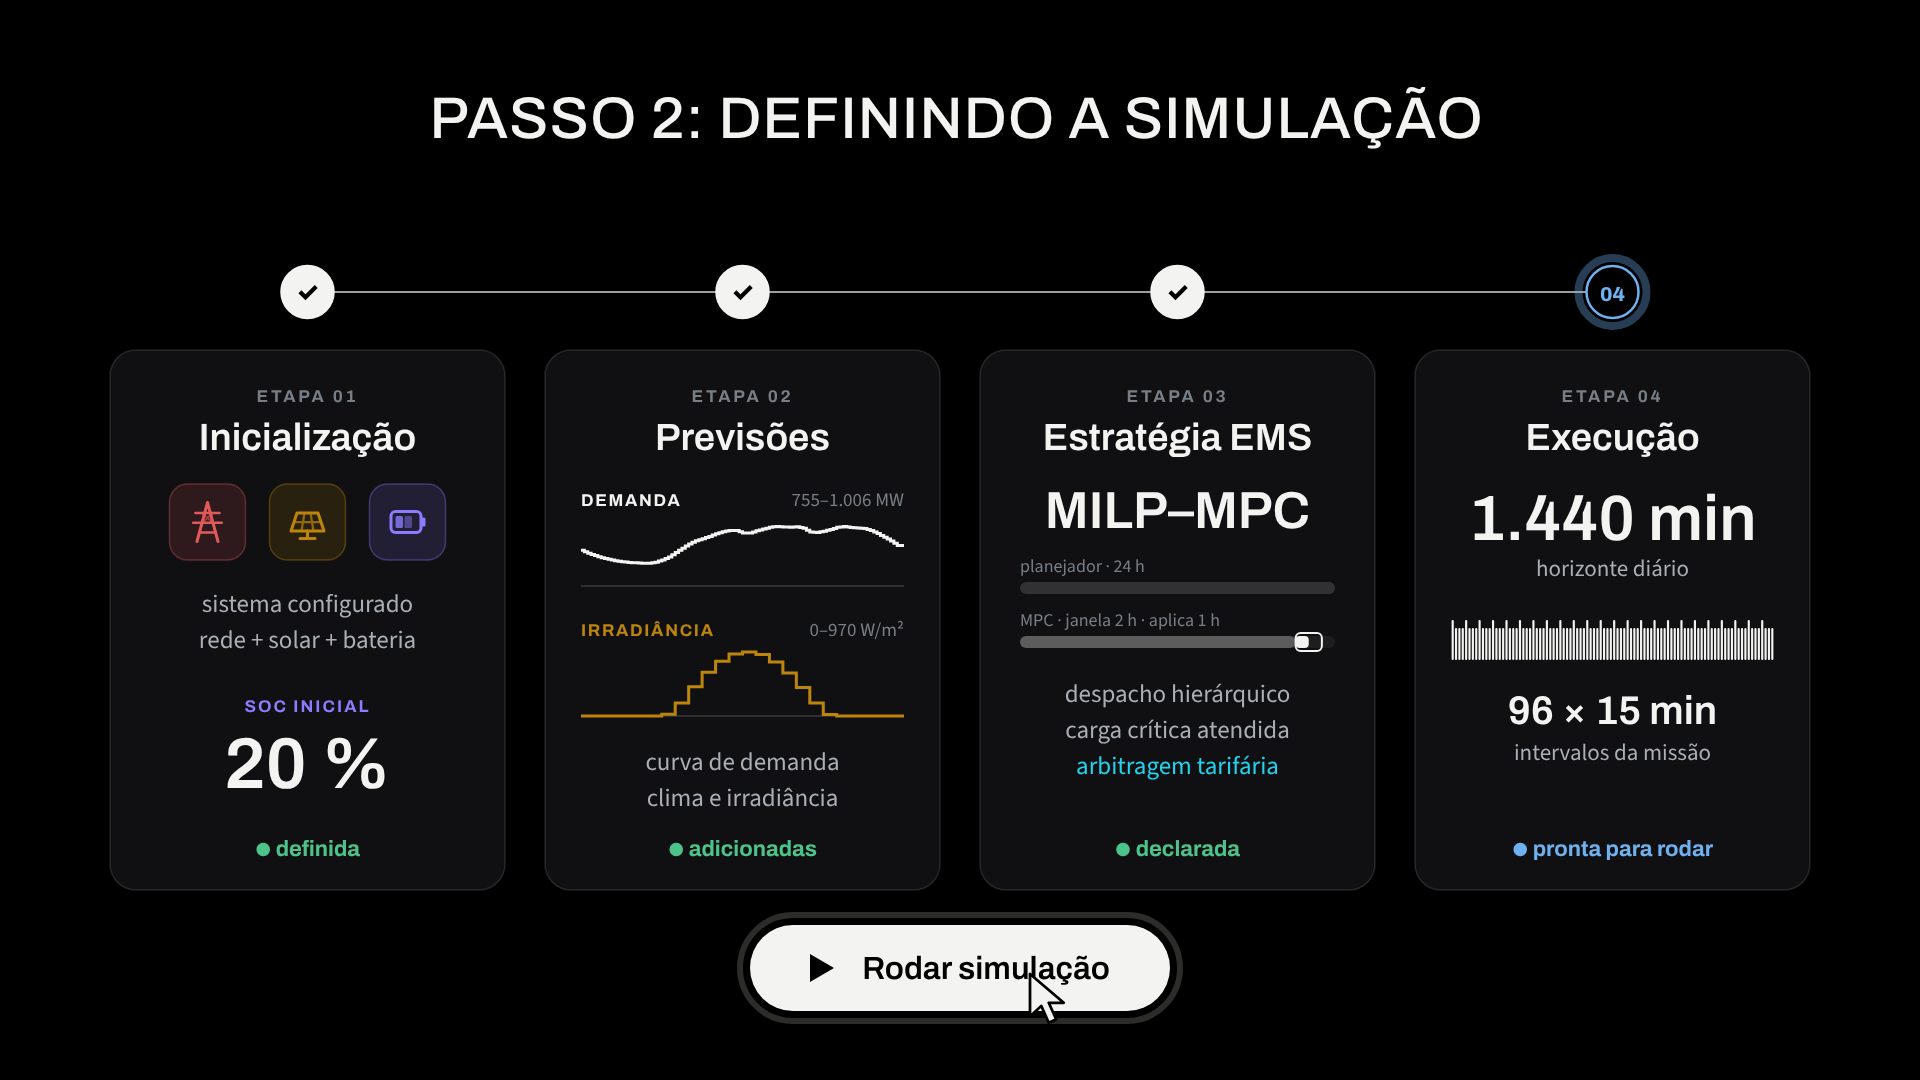 PASSO 2: DEFININDO A SIMULAÇÃO
04
ETAPA 01
Inicialização
sistema configurado
rede + solar + bateria
SOC INICIAL
20 %
definida
ETAPA 02
Previsões
DEMANDA 755–1.006 MW
IRRADIÂNCIA 0–970 W/m²
curva de demanda
clima e irradiância
adicionadas
ETAPA 03
Estratégia EMS
MILP–MPC
planejador · 24 h
MPC · janela 2 h · aplica 1 h
despacho hierárquico
carga crítica atendida
arbitragem tarifária
declarada
ETAPA 04
Execução
1.440 min
horizonte diário
96 × 15 min
intervalos da missão
pronta para rodar
Rodar simulação